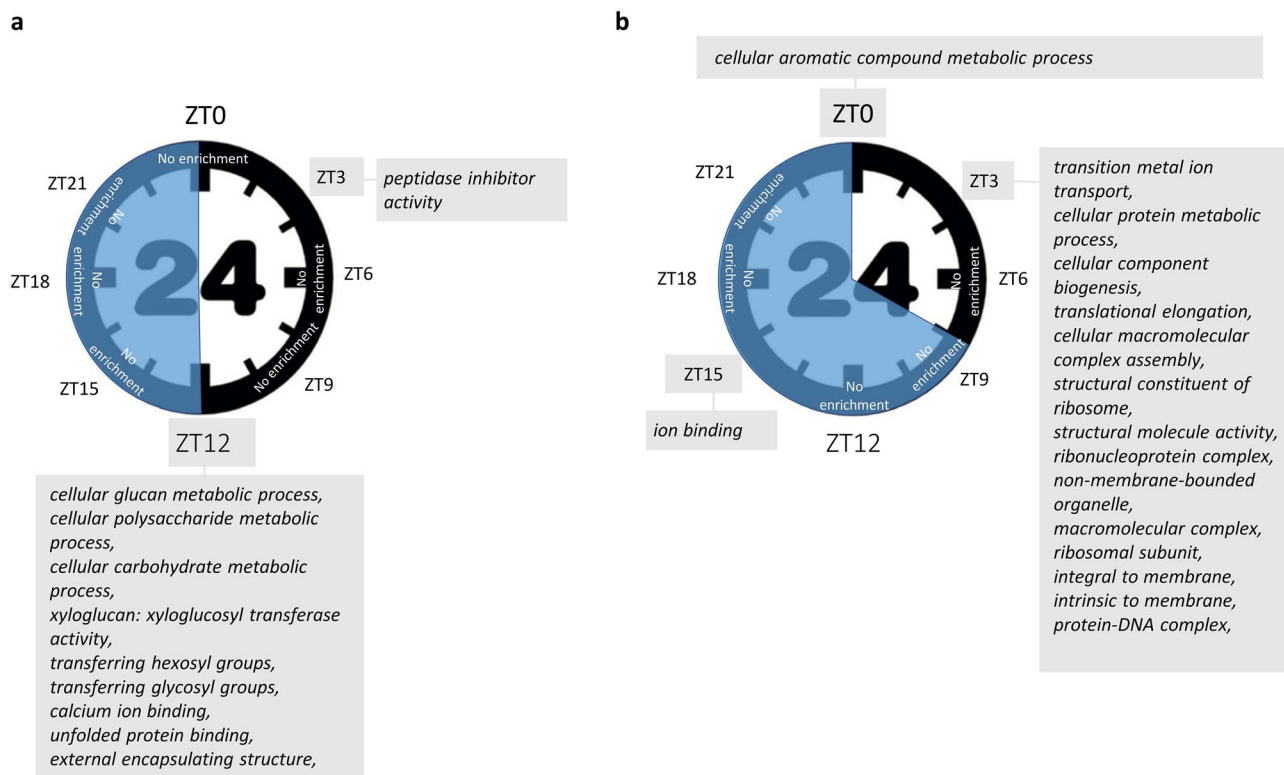 a
ZT0
No enrichment
ZT3
peptidase inhibitor
activity
ZT21
No
enrichment
24
ZT18
No
enrichment
No
enrichment
ZT6
No
enrichment
ZT15
No enrichment
ZT9
ZT12
cellular glucan metabolic process,
cellular polysaccharide metabolic
process,
cellular carbohydrate metabolic
process,
xyloglucan: xyloglucosyl transferase
activity,
transferring hexosyl groups,
transferring glycosyl groups,
calcium ion binding,
unfolded protein binding,
external encapsulating structure,
b
cellular aromatic compound metabolic process
ZT0
ZT21
No
enrichment
24
ZT3
transition metal ion
transport,
cellular protein metabolic
process,
cellular component
biogenesis,
translational elongation,
cellular macromolecular
complex assembly,
structural constituent of
ribosome,
structural molecule activity,
ribonucleoprotein complex,
non-membrane-bounded
organelle,
macromolecular complex,
ribosomal subunit,
integral to membrane,
intrinsic to membrane,
protein-DNA complex,
ZT18
No
enrichment
No
enrichment
ZT6
No
enrichment
ZT9
ZT15
ion binding
No
enrichment
ZT12